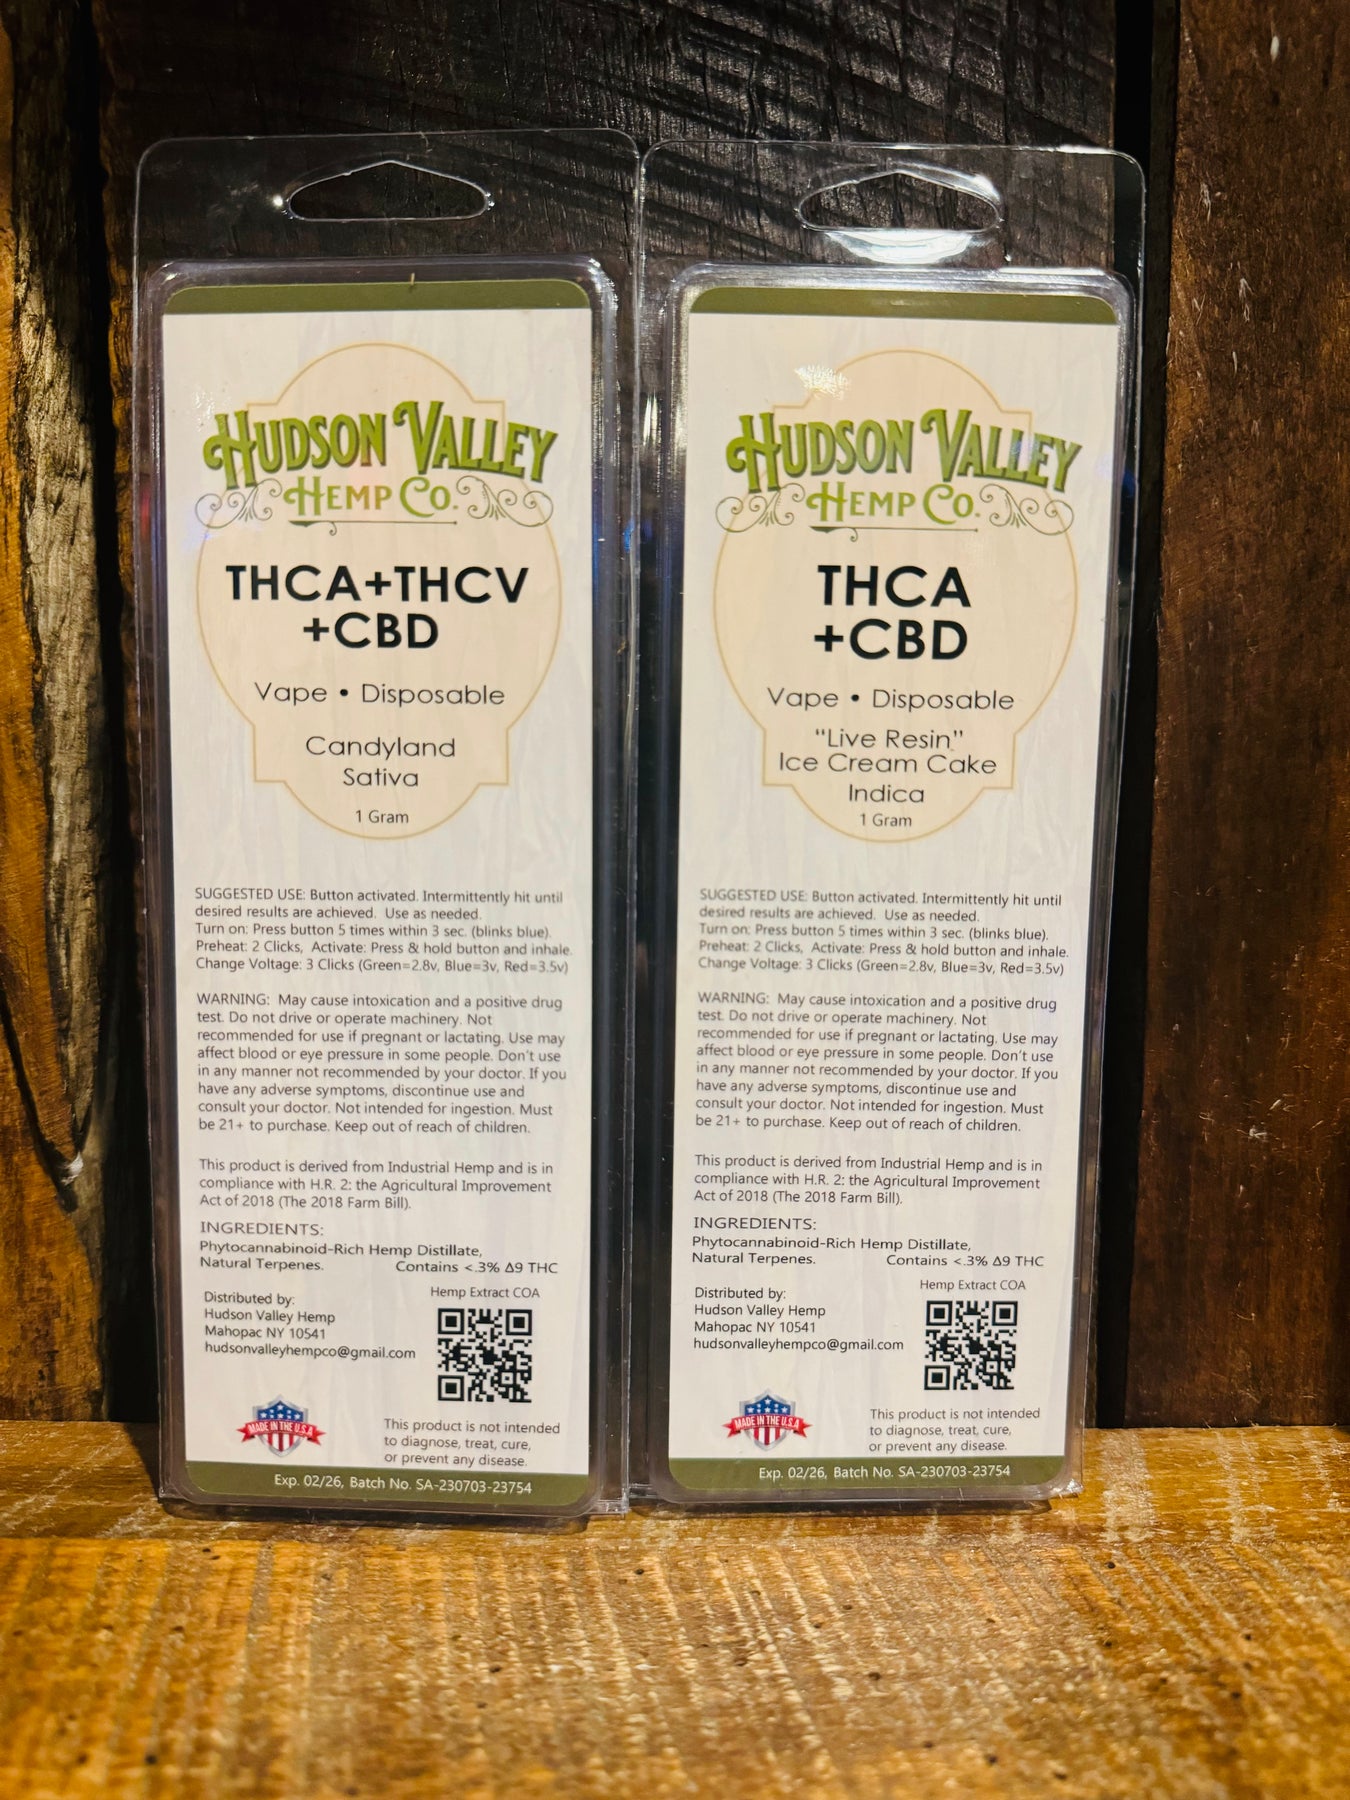 HUDSON VALLEY
HEMP CO.
THCA+THCV
+CBD
Vape • Disposable
Candyland
Sativa
1 Gram
SUGGESTED USE: Button activated. Intermittently hit until
desired results are achieved. Use as needed.
Turn on: Press button 5 times within 3 sec. (blinks blue).
Preheat: 2 Clicks, Activate: Press & hold button and inhale.
Change Voltage: 3 Clicks (Green=2.8v, Blue=3v, Red=3.5v)
WARNING: May cause intoxication and a positive drug
test. Do not drive or operate machinery. Not
recommended for use if pregnant or lactating. Use may
affect blood or eye pressure in some people. Don't use
in any manner not recommended by your doctor. If you
have any adverse symptoms, discontinue use and
consult your doctor. Not intended for ingestion. Must
be 21+ to purchase. Keep out of reach of children.
This product is derived from Industrial Hemp and is in
compliance with H.R. 2: the Agricultural Improvement
Act of 2018 (The 2018 Farm Bill).
INGREDIENTS:
Phytocannabinoid-Rich Hemp Distillate,
Natural Terpenes. Contains <.3% Δ9 THC
Hemp Extract COA
Distributed by:
Hudson Valley Hemp
Mahopac NY 10541
hudsonvalleyhempco@gmail.com
MADE IN THE U.S.A
This product is not intended
to diagnose, treat, cure,
or prevent any disease.
Exp. 02/26, Batch No. SA-230703-23754
HUDSON VALLEY
HEMP CO.
THCA
+CBD
Vape • Disposable
“Live Resin”
Ice Cream Cake
Indica
1 Gram
SUGGESTED USE: Button activated. Intermittently hit until
desired results are achieved. Use as needed.
Turn on: Press button 5 times within 3 sec. (blinks blue).
Preheat: 2 Clicks, Activate: Press & hold button and inhale.
Change Voltage: 3 Clicks (Green=2.8v, Blue=3v, Red=3.5v)
WARNING: May cause intoxication and a positive drug
test. Do not drive or operate machinery. Not
recommended for use if pregnant or lactating. Use may
affect blood or eye pressure in some people. Don't use
in any manner not recommended by your doctor. If you
have any adverse symptoms, discontinue use and
consult your doctor. Not intended for ingestion. Must
be 21+ to purchase. Keep out of reach of children.
This product is derived from Industrial Hemp and is in
compliance with H.R. 2: the Agricultural Improvement
Act of 2018 (The 2018 Farm Bill).
INGREDIENTS:
Phytocannabinoid-Rich Hemp Distillate,
Natural Terpenes. Contains <.3% Δ9 THC
Hemp Extract COA
Distributed by:
Hudson Valley Hemp
Mahopac NY 10541
hudsonvalleyhempco@gmail.com
MADE IN THE U.S.A
This product is not intended
to diagnose, treat, cure,
or prevent any disease.
Exp. 02/26, Batch No. SA-230703-23754